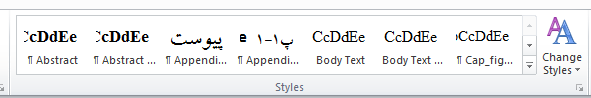 CcDdEe CcDdEe پیوست پ-۱-۱ e CcDdEe CcDdEe CcDdEe
¶ Abstract ¶ Abstract ... ¶ Appendi... ¶ Appendi... Body Text Body Text ... ¶ Cap_fig...
Change
Styles
Styles